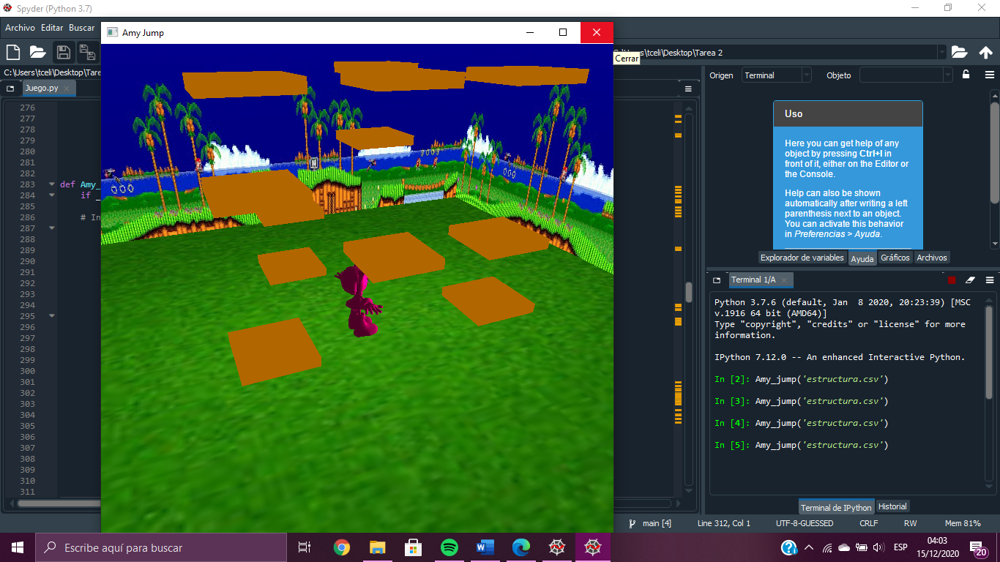 Spyder (Python 3.7)
Archivo Editar Buscar
Amy Jump
Cerrar
C:\Users\tceli\Desktop\Tarea 2
C:\Users\tceli\Desktop\Tare
Juego.py
276
277
278
279
280
281
282
283 def Amy_
284 if _
285
286 # In
287
288
289
290
291
292
293
294
295
296
297
298
299
300
301
302
303
304
305
306
307
308
309
310
311
Origen Terminal Objeto
Uso
Here you can get help of any
object by pressing Ctrl+I in
front of it, either on the Editor or
the Console.
Help can also be shown
automatically after writing a left
parenthesis next to an object.
You can activate this behavior
in Preferencias > Ayuda.
Explorador de variables Ayuda Gráficos Archivos
Terminal 1/A
Python 3.7.6 (default, Jan  8 2020, 20:23:39) [MSC
v.1916 64 bit (AMD64)]
Type "copyright", "credits" or "license" for more
information.
IPython 7.12.0 -- An enhanced Interactive Python.
In [2]: Amy_jump('estructura.csv')
In [3]: Amy_jump('estructura.csv')
In [4]: Amy_jump('estructura.csv')
In [5]: Amy_jump('estructura.csv')
Terminal de IPython Historial
main [4] Line 312, Col 1 UTF-8-GUESSED CRLF RW Mem 81%
Escribe aquí para buscar
ESP
04:03
15/12/2020
20